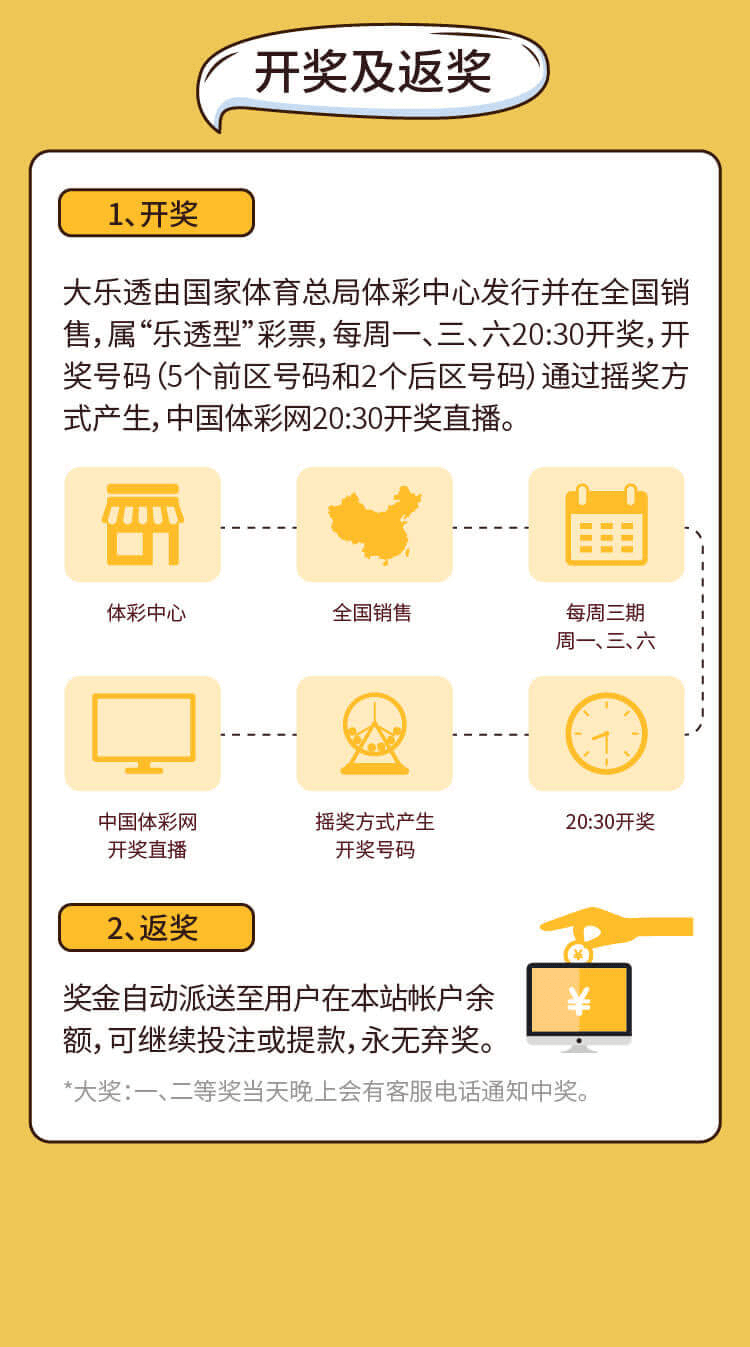 开奖及返奖
1、开奖
大乐透由国家体育总局体彩中心发行并在全国销
售，属“乐透型”彩票，每周一、三、六20:30开奖，开
奖号码（5个前区号码和2个后区号码）通过摇奖方
式产生，中国体彩网20:30开奖直播。
体彩中心
全国销售
每周三期
周一、三、六
中国体彩网
开奖直播
摇奖方式产生
开奖号码
20:30开奖
2、返奖
¥
¥
奖金自动派送至用户在本站帐户余
额，可继续投注或提款，永无弃奖。
*大奖：一、二等奖当天晚上会有客服电话通知中奖。